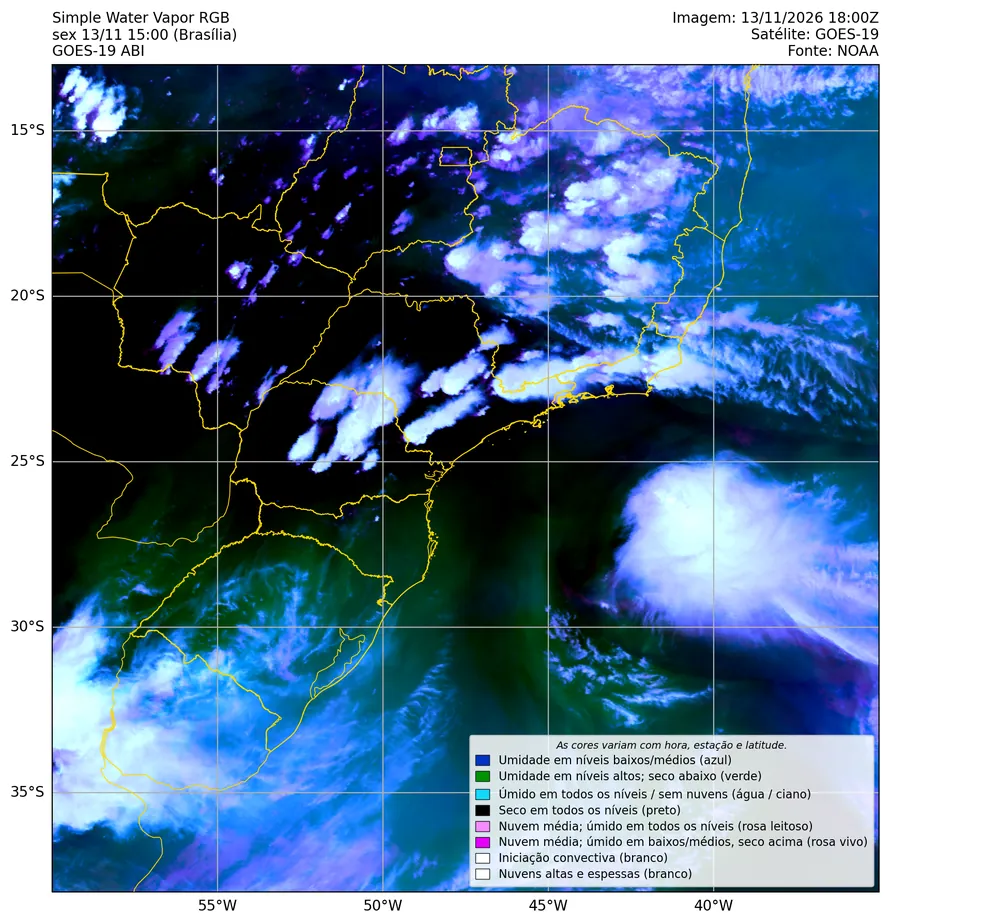 Simple Water Vapor RGB
sex 13/11 15:00 (Brasília)
GOES-19 ABI
Imagem: 13/11/2026 18:00Z
Satélite: GOES-19
Fonte: NOAA
15°S
20°S
25°S
30°S
35°S
55°W
50°W
45°W
40°W
As cores variam com hora, estação e latitude.
Umidade em níveis baixos/médios (azul)
Umidade em níveis altos; seco abaixo (verde)
Úmido em todos os níveis / sem nuvens (água / ciano)
Seco em todos os níveis (preto)
Nuvem média; úmido em todos os níveis (rosa leitoso)
Nuvem média; úmido em baixos/médios, seco acima (rosa vivo)
Iniciação convectiva (branco)
Nuvens altas e espessas (branco)